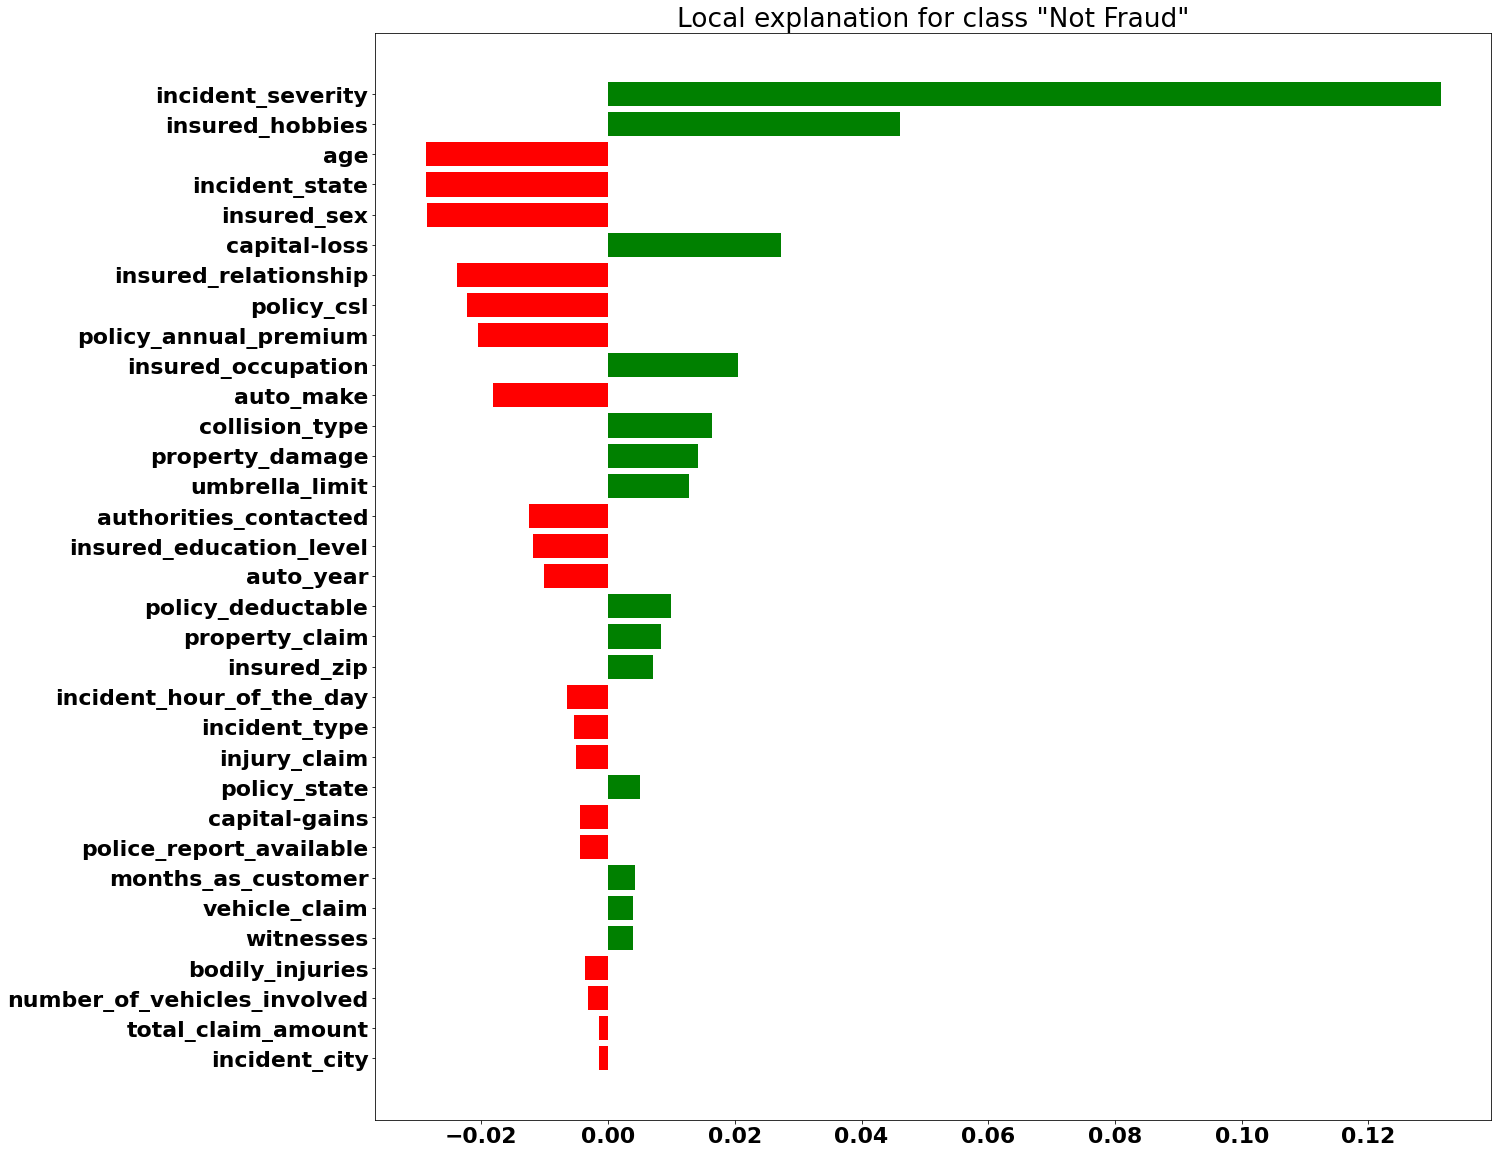 Local explanation for class "Not Fraud"
incident_severity
insured_hobbies
age
incident_state
insured_sex
capital-loss
insured_relationship
policy_csl
policy_annual_premium
insured_occupation
auto_make
collision_type
property_damage
umbrella_limit
authorities_contacted
insured_education_level
auto_year
policy_deductable
property_claim
insured_zip
incident_hour_of_the_day
incident_type
injury_claim
policy_state
capital-gains
police_report_available
months_as_customer
vehicle_claim
witnesses
bodily_injuries
number_of_vehicles_involved
total_claim_amount
incident_city
−0.02 0.00 0.02 0.04 0.06 0.08 0.10 0.12